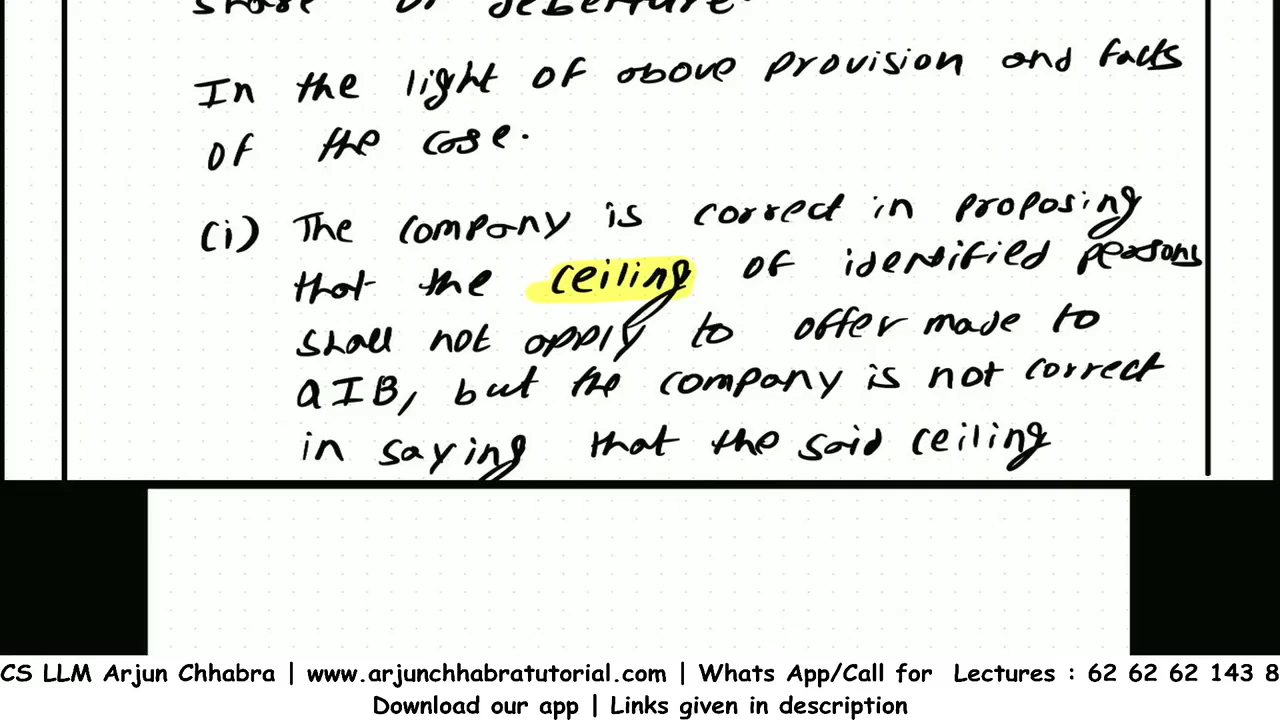 share or debenture.
In the light of above provision and facts
of the case.
(i) The company is correct in proposing
that the ceiling of identified persons
shall not apply to offer made to
QIB, but the company is not correct
in saying that the said ceiling
CS LLM Arjun Chhabra | www.arjunchhabratutorial.com | Whats App/Call for Lectures : 62 62 62 143 8
Download our app | Links given in description